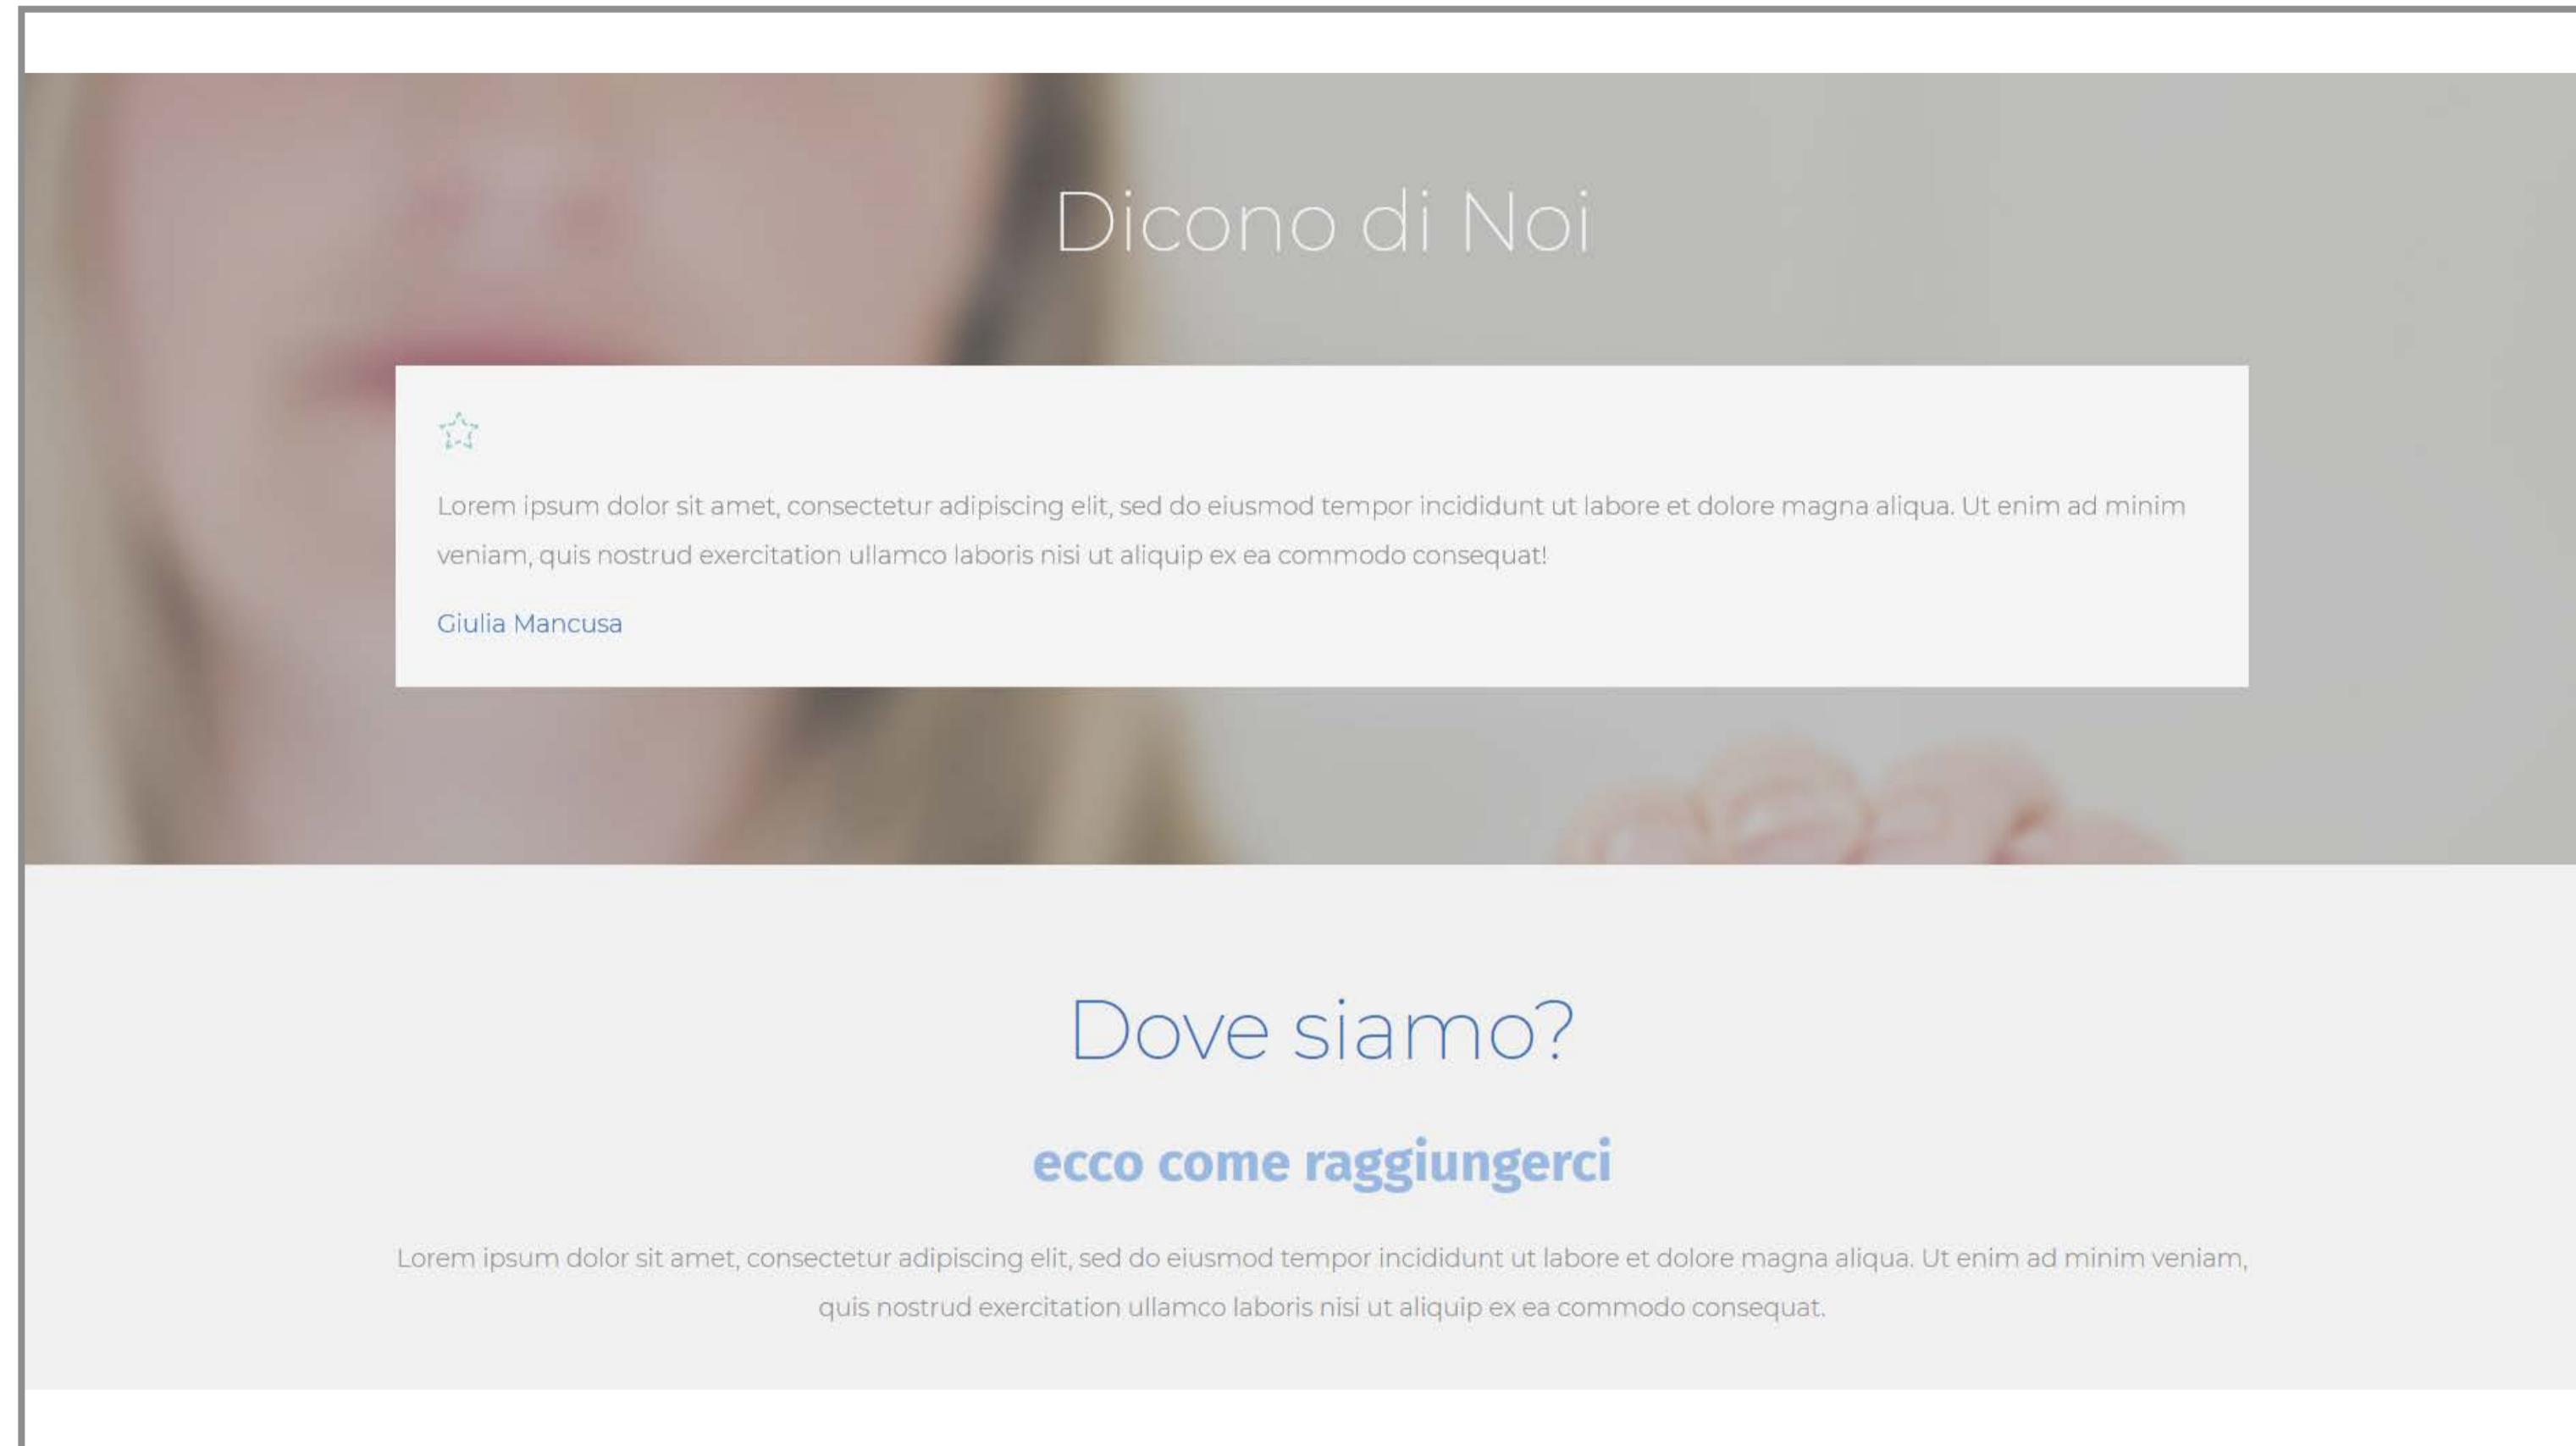 Dicono di Noi
Lorem ipsum dolor sit amet, consectetur adipiscing elit, sed do eiusmod tempor incididunt ut labore et dolore magna aliqua. Ut enim ad minim
veniam, quis nostrud exercitation ullamco laboris nisi ut aliquip ex ea commodo consequat!
Giulia Mancusa
Dove siamo?
ecco come raggiungerci
Lorem ipsum dolor sit amet, consectetur adipiscing elit, sed do eiusmod tempor incididunt ut labore et dolore magna aliqua. Ut enim ad minim veniam,
quis nostrud exercitation ullamco laboris nisi ut aliquip ex ea commodo consequat.